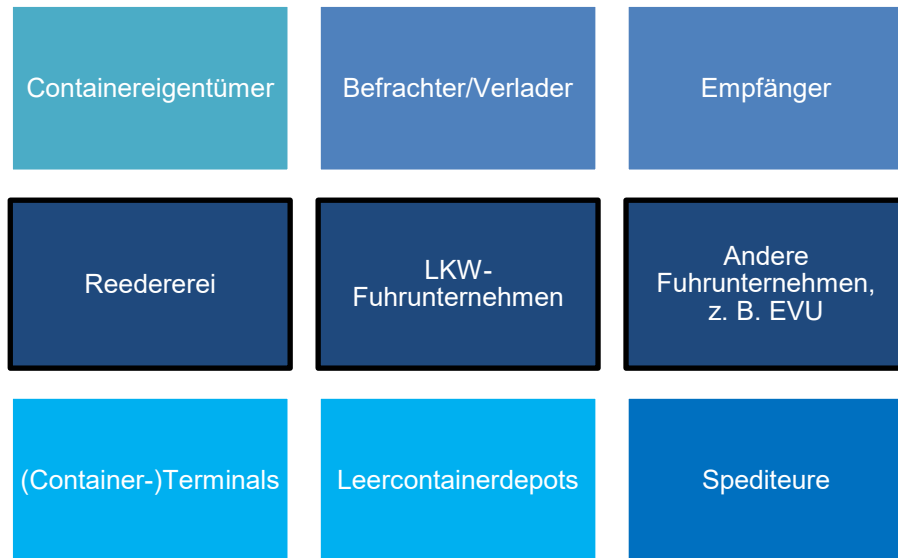 Containereigentümer
Befrachter/Verlader
Empfänger
Reedererei
LKW-
Fuhrunternehmen
Andere
Fuhrunternehmen,
z. B. EVU
(Container-)Terminals
Leercontainerdepots
Spediteure